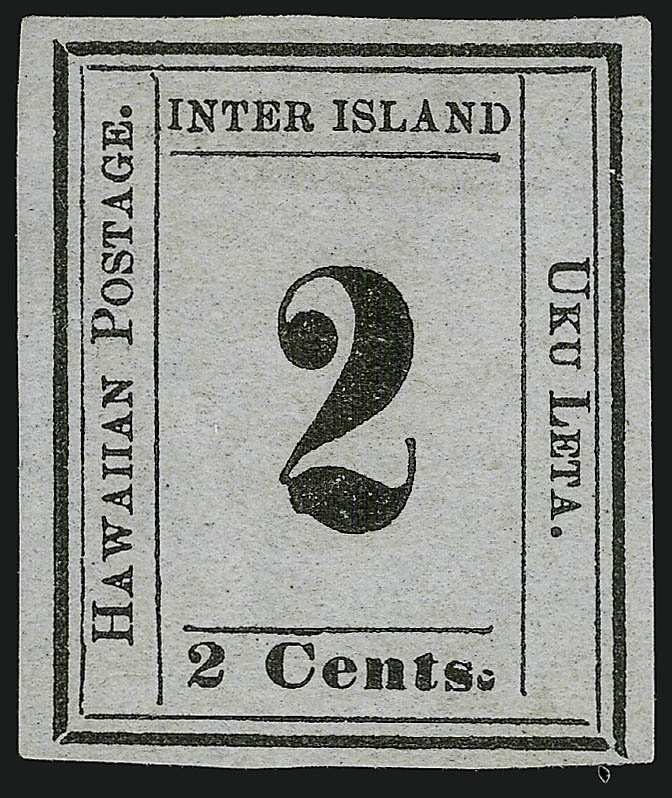 INTER ISLAND
HAWAIIAN POSTAGE.
2
UKU LETA.
2 Cents.